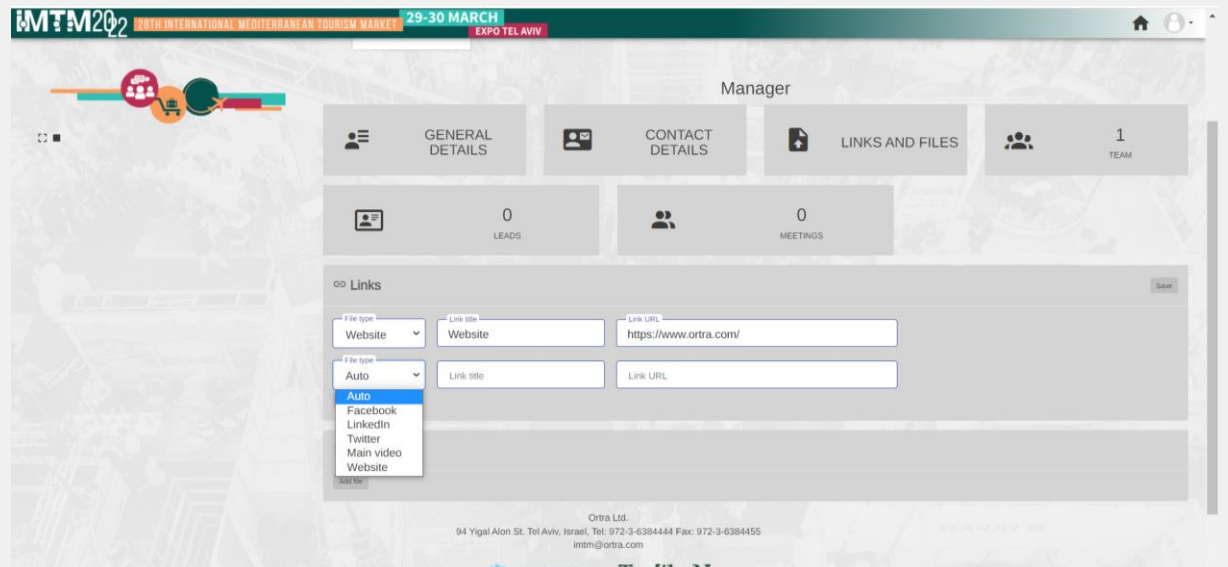 IMTM2022 28TH INTERNATIONAL MEDITERRANEAN TOURISM MARKET 29-30 MARCH
EXPO TEL AVIV
Manager
GENERAL
DETAILS
CONTACT
DETAILS
LINKS AND FILES
1
TEAM
0
LEADS
0
MEETINGS
Links
Save
File type
Website
Link title
Website
Link URL
https://www.ortra.com/
File type
Auto
Link title
Link URL
Auto
Facebook
LinkedIn
Twitter
Main video
Website
Add file
Ortra Ltd.
94 Yigal Alon St. Tel Aviv, Israel, Tel: 972-3-6384444 Fax: 972-3-6384455
imtm@ortra.com